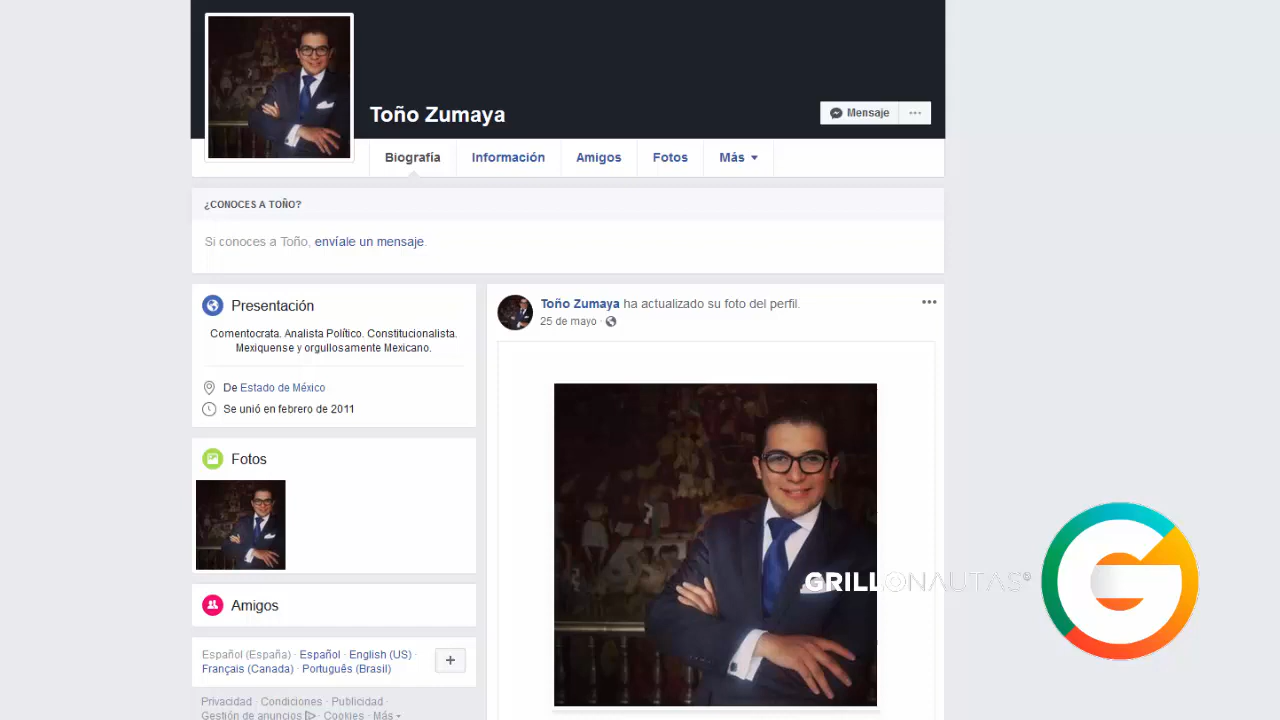 Toño Zumaya
Mensaje
Biografía
Información
Amigos
Fotos
Más
¿CONOCES A TOÑO?
Si conoces a Toño, envíale un mensaje.
Presentación
Comentocrata. Analista Político. Constitucionalista.
Mexiquense y orgullosamente Mexicano.
De Estado de México
Se unió en febrero de 2011
Fotos
Amigos
Español (España) · Español · English (US) ·
Français (Canada) · Português (Brasil)
Privacidad · Condiciones · Publicidad ·
Gestión de anuncios · Cookies · Más
Toño Zumaya ha actualizado su foto del perfil.
25 de mayo ·
GRILLONAUTAS®
G